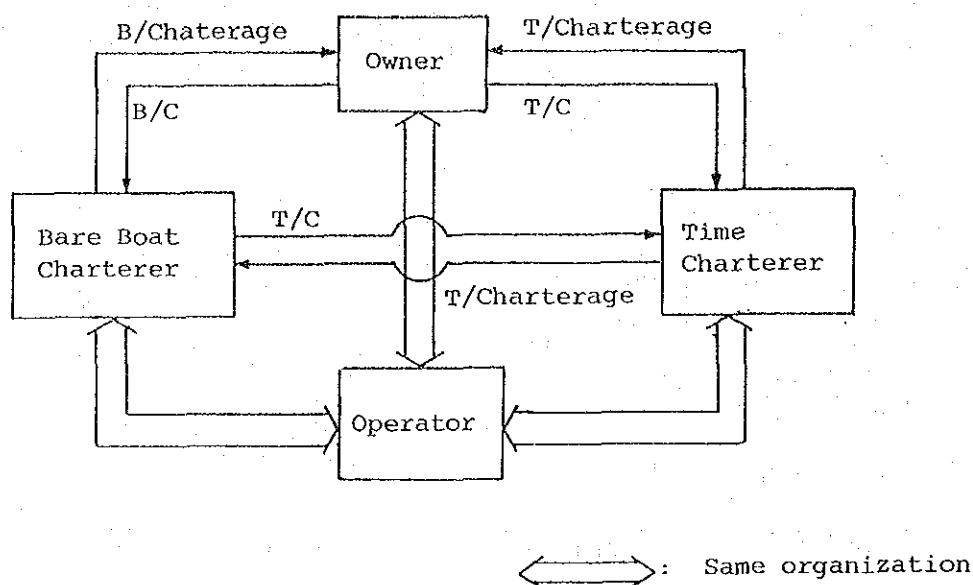 B/Chaterage
T/Charterage
Owner
B/C
T/C
Bare Boat
Charterer
T/C
Time
Charterer
T/Charterage
Operator
: Same organization